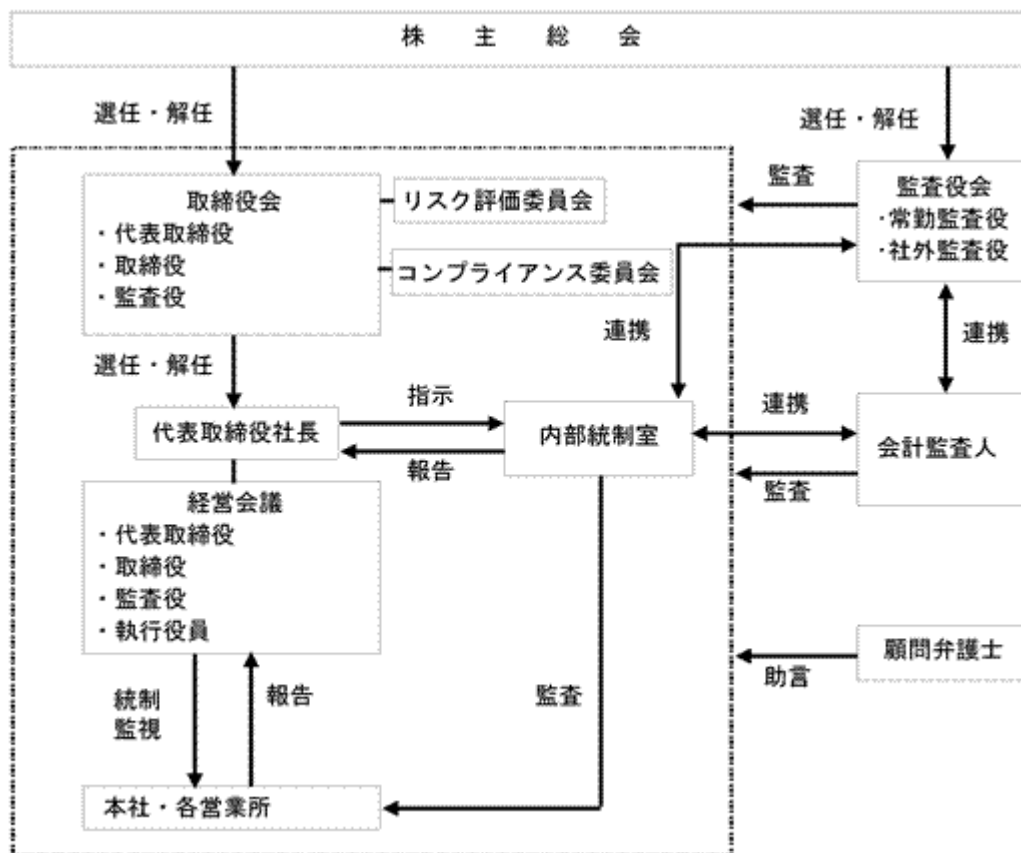 株主総会
選任・解任
選任・解任
取締役会
・代表取締役
・取締役
・監査役
リスク評価委員会
コンプライアンス委員会
監査
監査役会
・常勤監査役
・社外監査役
連携
連携
選任・解任
代表取締役社長
指示
報告
内部統制室
連携
監査
会計監査人
経営会議
・代表取締役
・取締役
・監査役
・執行役員
統制
監視
報告
監査
助言
顧問弁護士
本社・各営業所